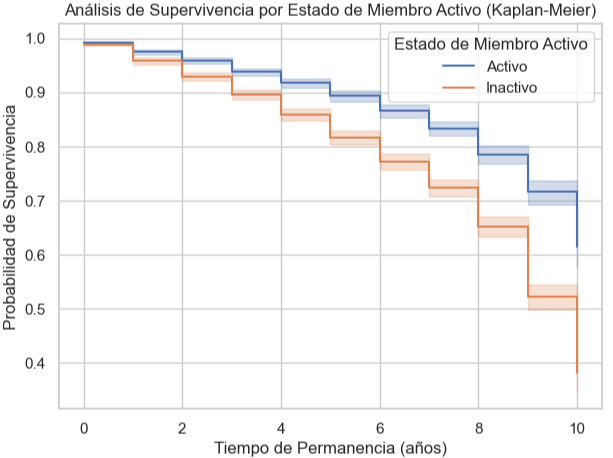 Análisis de Supervivencia por Estado de Miembro Activo (Kaplan-Meier)
Estado de Miembro Activo
Activo
Inactivo
Probabilidad de Supervivencia
1.0
0.9
0.8
0.7
0.6
0.5
0.4
0 2 4 6 8 10
Tiempo de Permanencia (años)